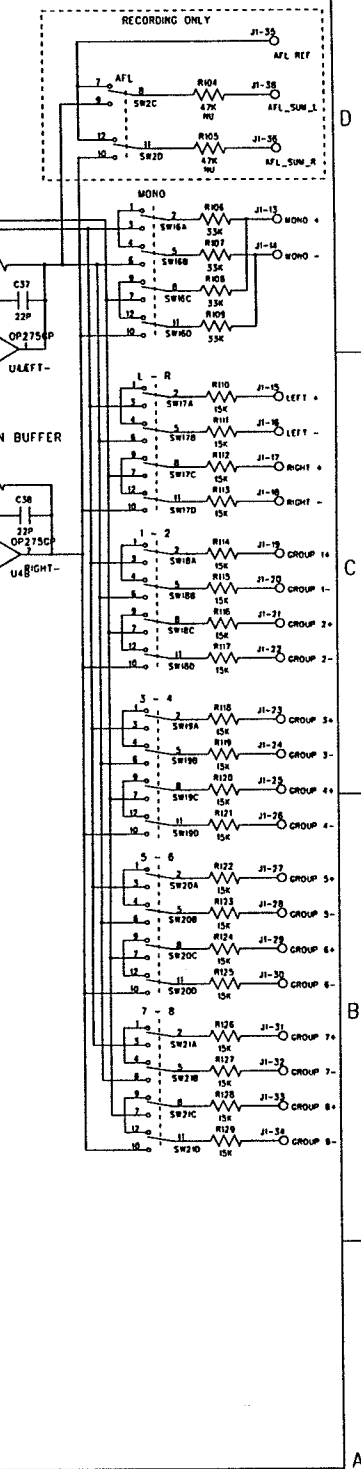 RECORDING ONLY
J1-35
AFL REF
7 AFL 8 R104 J1-38
9 SW2C 47K AFL_SUM_L
NU
12 11 R105 J1-36
10 SW2D 47K AFL_SUM_R
NU
D
MONO
1 2 R106 J1-13 MONO +
3 SW16A 33K
4 5 R107 J1-14 MONO -
6 SW16B 33K
9 8 R108
7 SW16C 33K
12 11 R109
10 SW16D 33K
C37
22P
OP275GP
LEFT-
N BUFFER
C38
22P
OP275GP
U4B RIGHT-
L - R
1 2 R110 J1-15 LEFT +
3 SW17A 15K
4 5 R111 J1-16 LEFT -
6 SW17B 15K
9 8 R112 J1-17 RIGHT +
7 SW17C 15K
12 11 R113 J1-18 RIGHT -
10 SW17D 15K
1 - 2
1 2 R114 J1-19 GROUP 1+
3 SW18A 15K
4 5 R115 J1-20 GROUP 1-
6 SW18B 15K
9 8 R116 J1-21 GROUP 2+
7 SW18C 15K
12 11 R117 J1-22 GROUP 2-
10 SW18D 15K
C
3 - 4
1 2 R118 J1-23 GROUP 3+
3 SW19A 15K
4 5 R119 J1-24 GROUP 3-
6 SW19B 15K
9 8 R120 J1-25 GROUP 4+
7 SW19C 15K
12 11 R121 J1-26 GROUP 4-
10 SW19D 15K
5 - 6
1 2 R122 J1-27 GROUP 5+
3 SW20A 15K
4 5 R123 J1-28 GROUP 5-
6 SW20B 15K
9 8 R124 J1-29 GROUP 6+
7 SW20C 15K
12 11 R125 J1-30 GROUP 6-
10 SW20D 15K
B
7 - 8
1 2 R126 J1-31 GROUP 7+
3 SW21A 15K
4 5 R127 J1-32 GROUP 7-
6 SW21B 15K
9 8 R128 J1-33 GROUP 8+
7 SW21C 15K
12 11 R129 J1-34 GROUP 8-
10 SW21D 15K
A